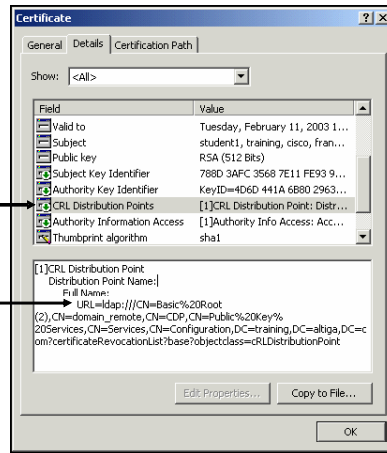 Certificate
General Details Certification Path
Show: <All>
Field Value
Valid to Tuesday, February 11, 2003 1...
Subject student1, training, cisco, fran...
Public key RSA (512 Bits)
Subject Key Identifier 788D 3AFC 3568 7E11 FE93 9...
Authority Key Identifier KeyID=4D6D 441A 6B80 2963...
CRL Distribution Points [1]CRL Distribution Point: Distr...
Authority Information Access [1]Authority Info Access: Acc...
Thumbprint algorithm sha1
[1]CRL Distribution Point
Distribution Point Name:
Full Name:
URL=ldap:///CN=Basic%20Root
(2),CN=domain_remote,CN=CDP,CN=Public%20Key%
20Services,CN=Services,CN=Configuration,DC=training,DC=altiga,DC=c
om?certificateRevocationList?base?objectclass=cRLDistributionPoint
Edit Properties... Copy to File...
OK